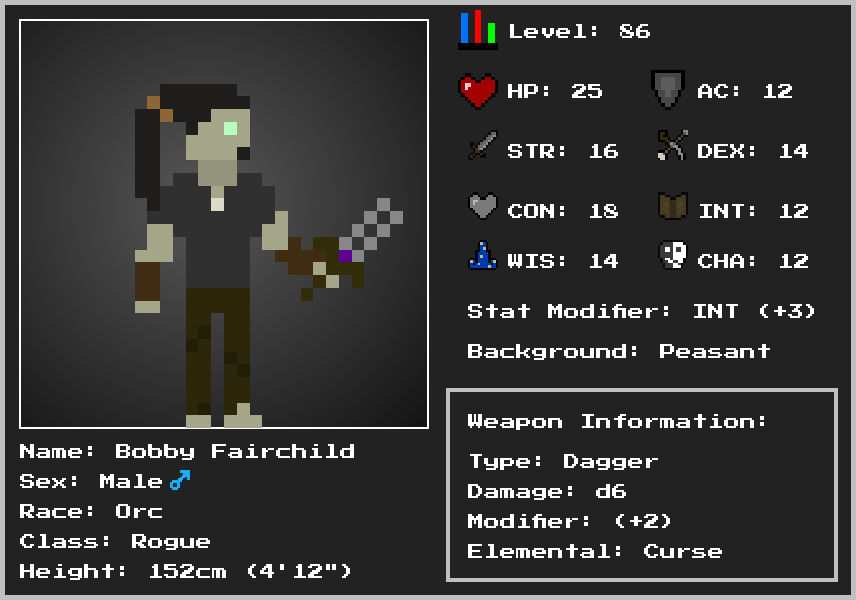 Level: 86
HP: 25
AC: 12
STR: 16
DEX: 14
CON: 18
INT: 12
WIS: 14
CHA: 12
Stat Modifier: INT (+3)
Background: Peasant
Weapon Information:
Type: Dagger
Damage: d6
Modifier: (+2)
Elemental: Curse
Name: Bobby Fairchild
Sex: Male♂
Race: Orc
Class: Rogue
Height: 152cm (4'12")